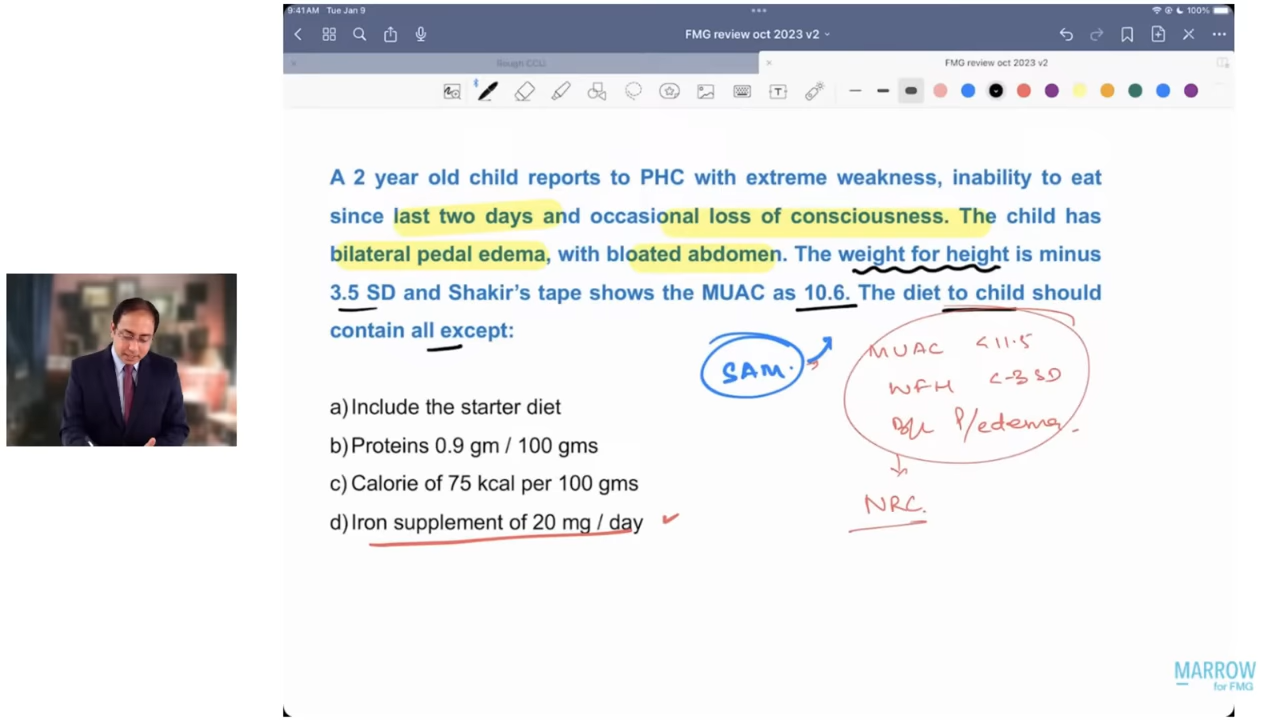 9:41 AM Tue Jan 9
100%
FMG review oct 2023 v2
Rough CCLI
FMG review oct 2023 v2
A 2 year old child reports to PHC with extreme weakness, inability to eat
since last two days and occasional loss of consciousness. The child has
bilateral pedal edema, with bloated abdomen. The weight for height is minus
3.5 SD and Shakir's tape shows the MUAC as 10.6. The diet to child should
contain all except:
SAM.
MUAC <11.5
WFH <-3 SD
B/L P/edema.
NRC.
a) Include the starter diet
b) Proteins 0.9 gm / 100 gms
c) Calorie of 75 kcal per 100 gms
d) Iron supplement of 20 mg / day
MARROW
for FMG